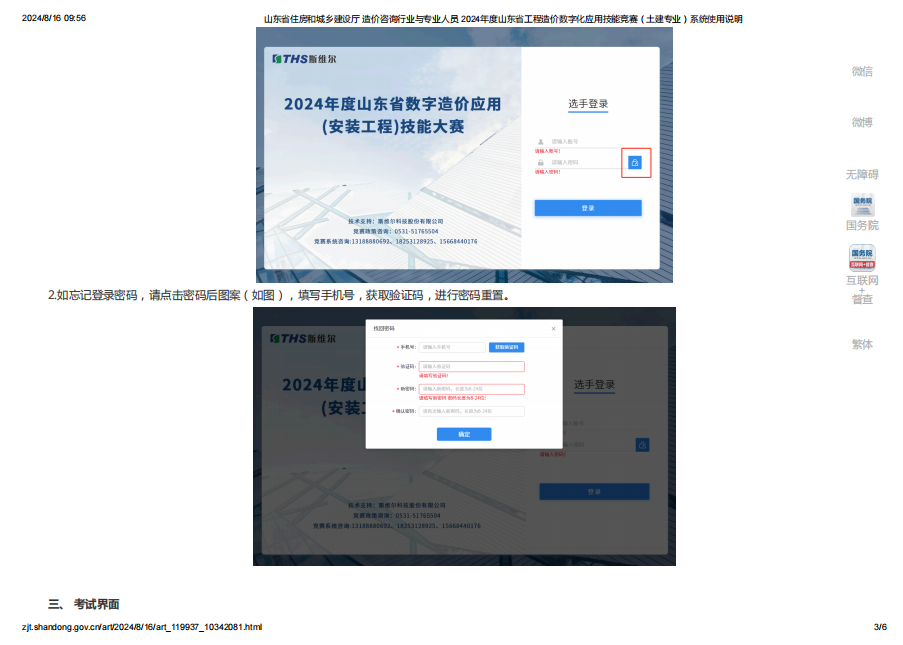 2024/8/16 09:56
山东省住房和城乡建设厅 造价咨询行业与专业人员 2024年度山东省工程造价数字化应用技能竞赛（土建专业）系统使用说明
THS斯维尔
2024年度山东省数字造价应用
(安装工程)技能大赛
技术支持：斯维尔科技股份有限公司
竞赛政策咨询：0531-51765504
竞赛系统咨询:13188880692、18253128925、15668440176
选手登录
请输入账号
请输入账号!
请输入密码
请输入密码!
登录
微信
微博
无障碍
国务院
国务院
国务院
互联网+督查
互联网
+
督查
繁体
2.如忘记登录密码，请点击密码后图案（如图），填写手机号，获取验证码，进行密码重置。
THS斯维尔
2024年度山
(安装工
找回密码
×
* 手机号:
请输入手机号
获取验证码
* 验证码:
请输入验证码
请填写验证码!
* 新密码:
请输入新密码，长度为6-24位
请填写新密码 密码长度为6-24位!
* 确认密码:
请再次输入新密码，长度为6-24位
确定
选手登录
请输入密码!
登录
技术支持：斯维尔科技股份有限公司
竞赛政策咨询：0531-51765504
竞赛系统咨询:13188880692、18253128925、15668440176
三、 考试界面
zjt.shandong.gov.cn/art/2024/8/16/art_119937_10342081.html
3/6